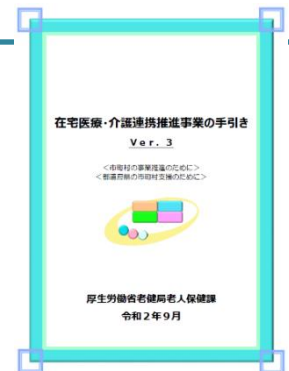 在宅医療・介護連携推進事業の手引き
Ver. 3
<市町村の事業推進のために>
<都道府県の市町村支援のために>
厚生労働省老健局老人保健課
令和2年9月